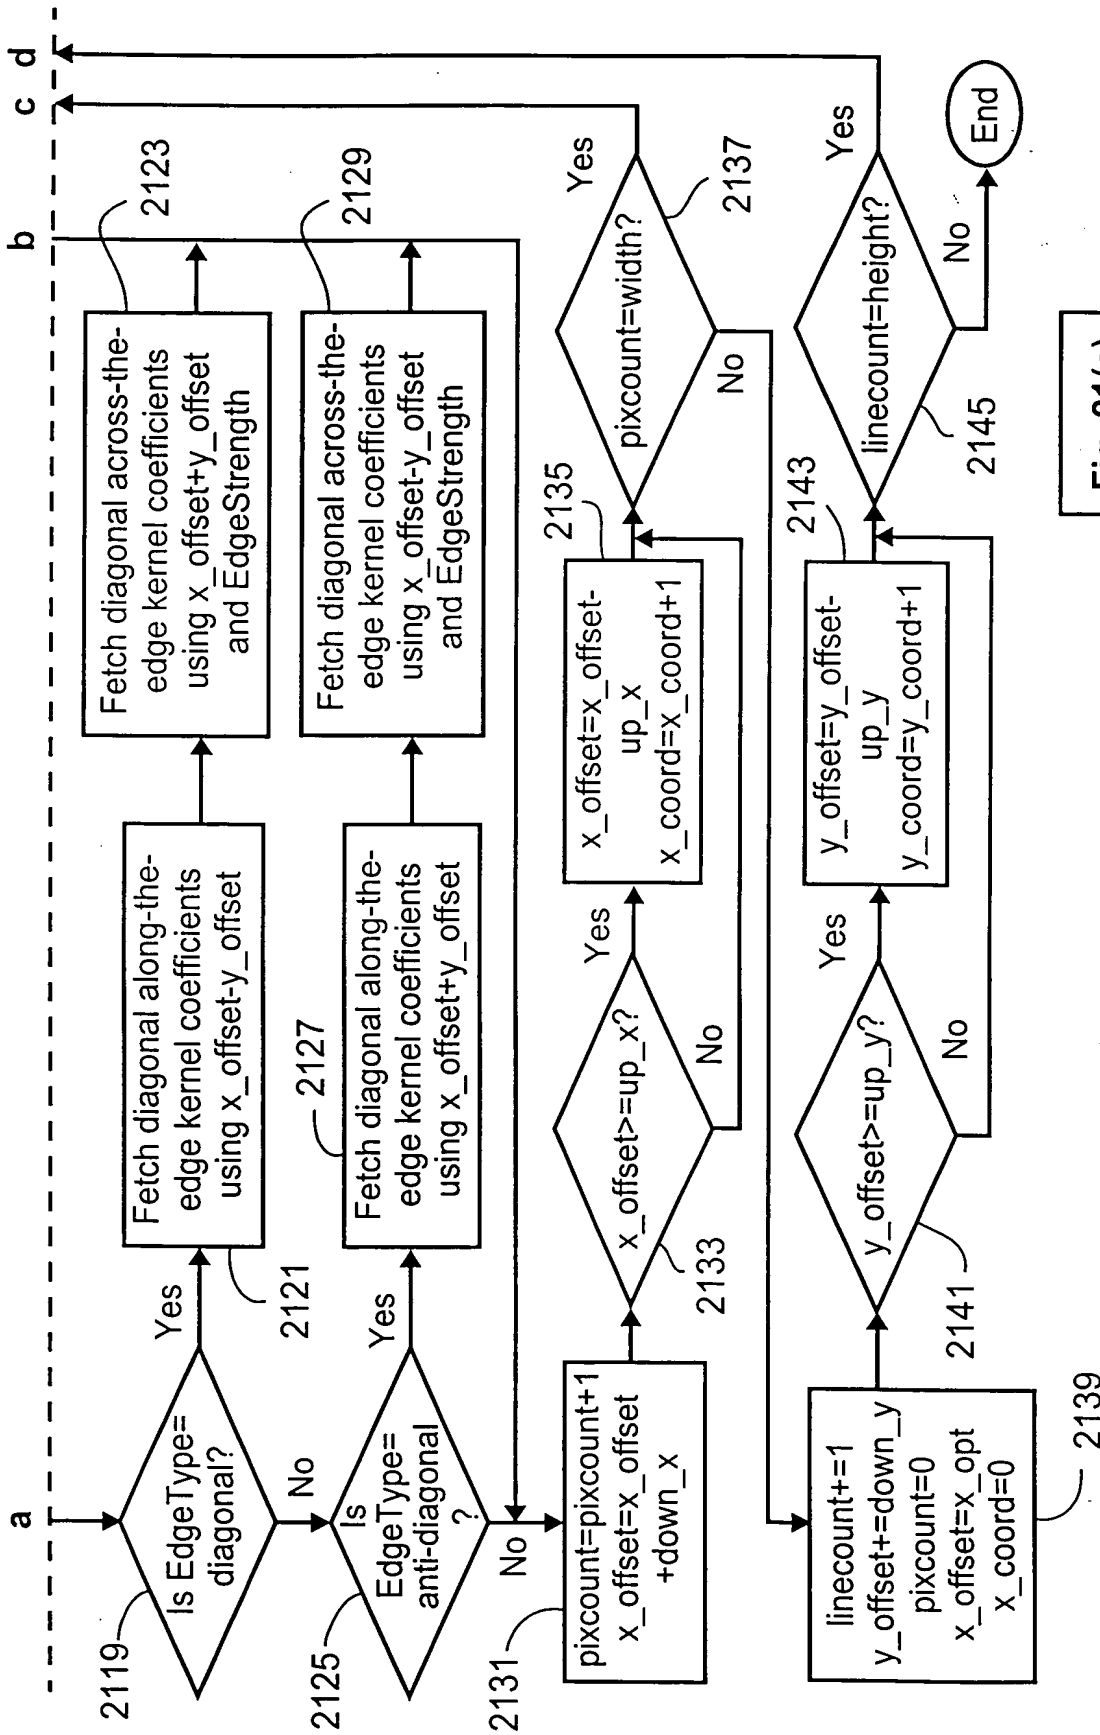 a
b
c
d
2119
Is EdgeType=
diagonal?
Yes
No
2121
Fetch diagonal along-the-
edge kernel coefficients
using x_offset-y_offset
2123
Fetch diagonal across-the-
edge kernel coefficients
using x_offset+y_offset
and EdgeStrength
2125
Is
EdgeType=
anti-diagonal
?
Yes
No
2127
Fetch diagonal along-the-
edge kernel coefficients
using x_offset+y_offset
2129
Fetch diagonal across-the-
edge kernel coefficients
using x_offset-y_offset
and EdgeStrength
2131
pixcount=pixcount+1
x_offset=x_offset
+down_x
2133
x_offset>=up_x?
Yes
No
2135
x_offset=x_offset-
up_x
x_coord=x_coord+1
2137
pixcount=width?
Yes
No
2139
linecount+=1
y_offset+=down_y
pixcount=0
x_offset=x_opt
x_coord=0
2141
y_offset>=up_y?
Yes
No
2143
y_offset=y_offset-
up_y
y_coord=y_coord+1
2145
linecount=height?
Yes
No
End